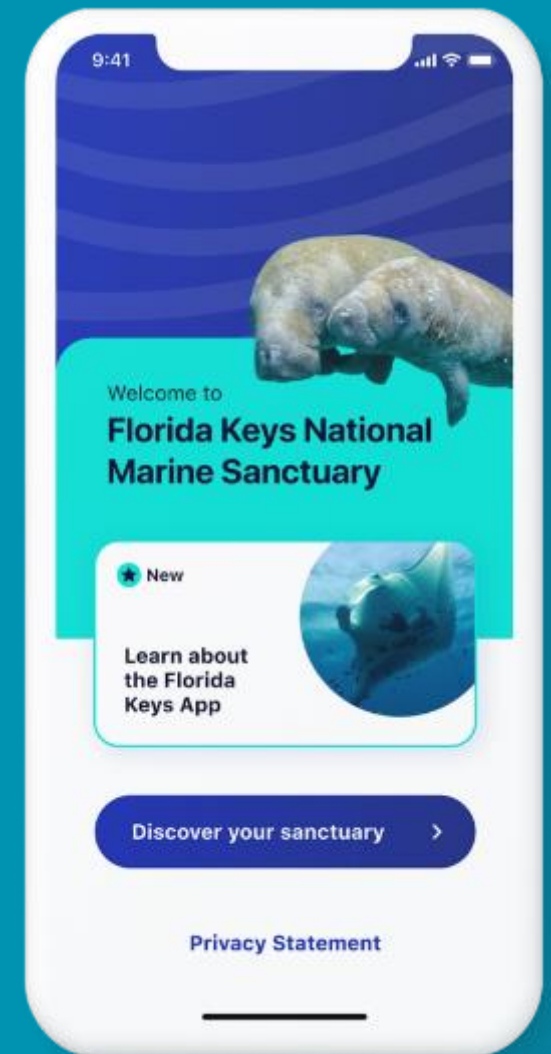 9:41
Welcome to
Florida Keys National
Marine Sanctuary
New
Learn about
the Florida
Keys App
Discover your sanctuary
Privacy Statement